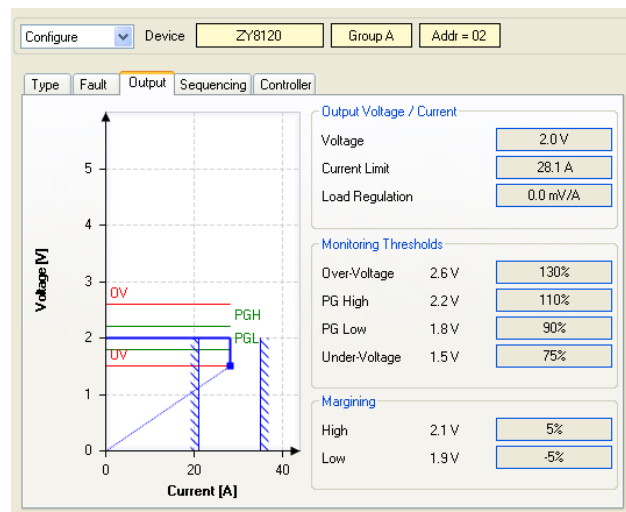 Configure Device ZY8120 Group A Addr = 02
Type Fault Output Sequencing Controller
Output Voltage / Current
Voltage 2.0 V
Current Limit 28.1 A
Load Regulation 0.0 mV/A
Monitoring Thresholds
Over-Voltage 2.6 V 130%
PG High 2.2 V 110%
PG Low 1.8 V 90%
Under-Voltage 1.5 V 75%
Margining
High 2.1 V 5%
Low 1.9 V -5%
Voltage [V]
5
4
3
2
1
0
OV
PGH
PGL
UV
0 20 40
Current [A]